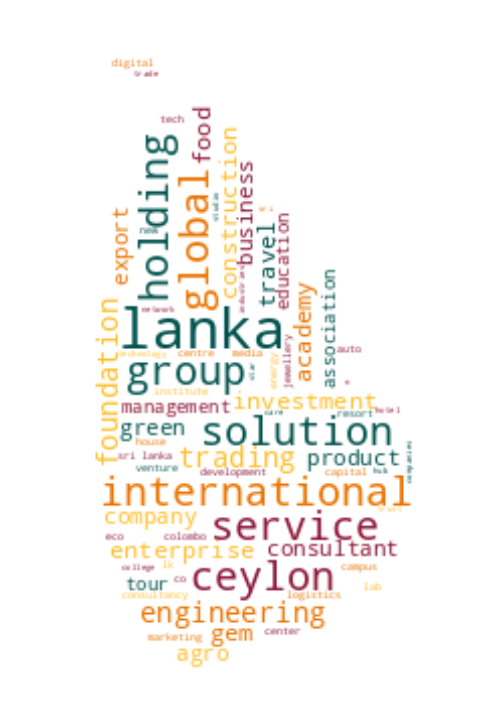 digital
trade
tech
food
holding
global
construction
business
new
export
travel
education
industries
network
lanka
academy
association
foundation
technology
centre
media
auto
group
star
energy
jewellery
institute
management
investment
care
resort
hotel
green
solution
house
sri lanka
trading
product
companies
venture
development
capital
hub
international
company
service
eco
colombo
enterprise
consultant
college
lk
tour
co
ceylon
campus
consultancy
logistics
lab
engineering
marketing
gem
center
agro